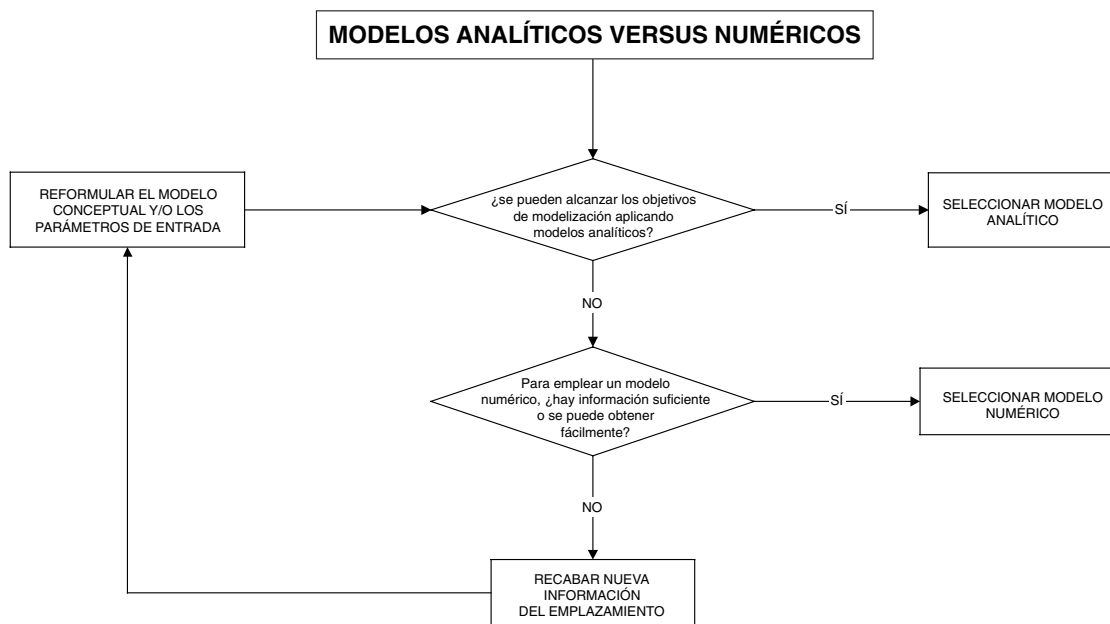 MODELOS ANALÍTICOS VERSUS NUMÉRICOS
REFORMULAR EL MODELO
CONCEPTUAL Y/O LOS
PARÁMETROS DE ENTRADA
¿se pueden alcanzar los objetivos
de modelización aplicando
modelos analíticos?
SÍ
SELECCIONAR MODELO
ANALÍTICO
NO
Para emplear un modelo
numérico, ¿hay información suficiente
o se puede obtener
fácilmente?
SÍ
SELECCIONAR MODELO
NUMÉRICO
NO
RECABAR NUEVA
INFORMACIÓN
DEL EMPLAZAMIENTO